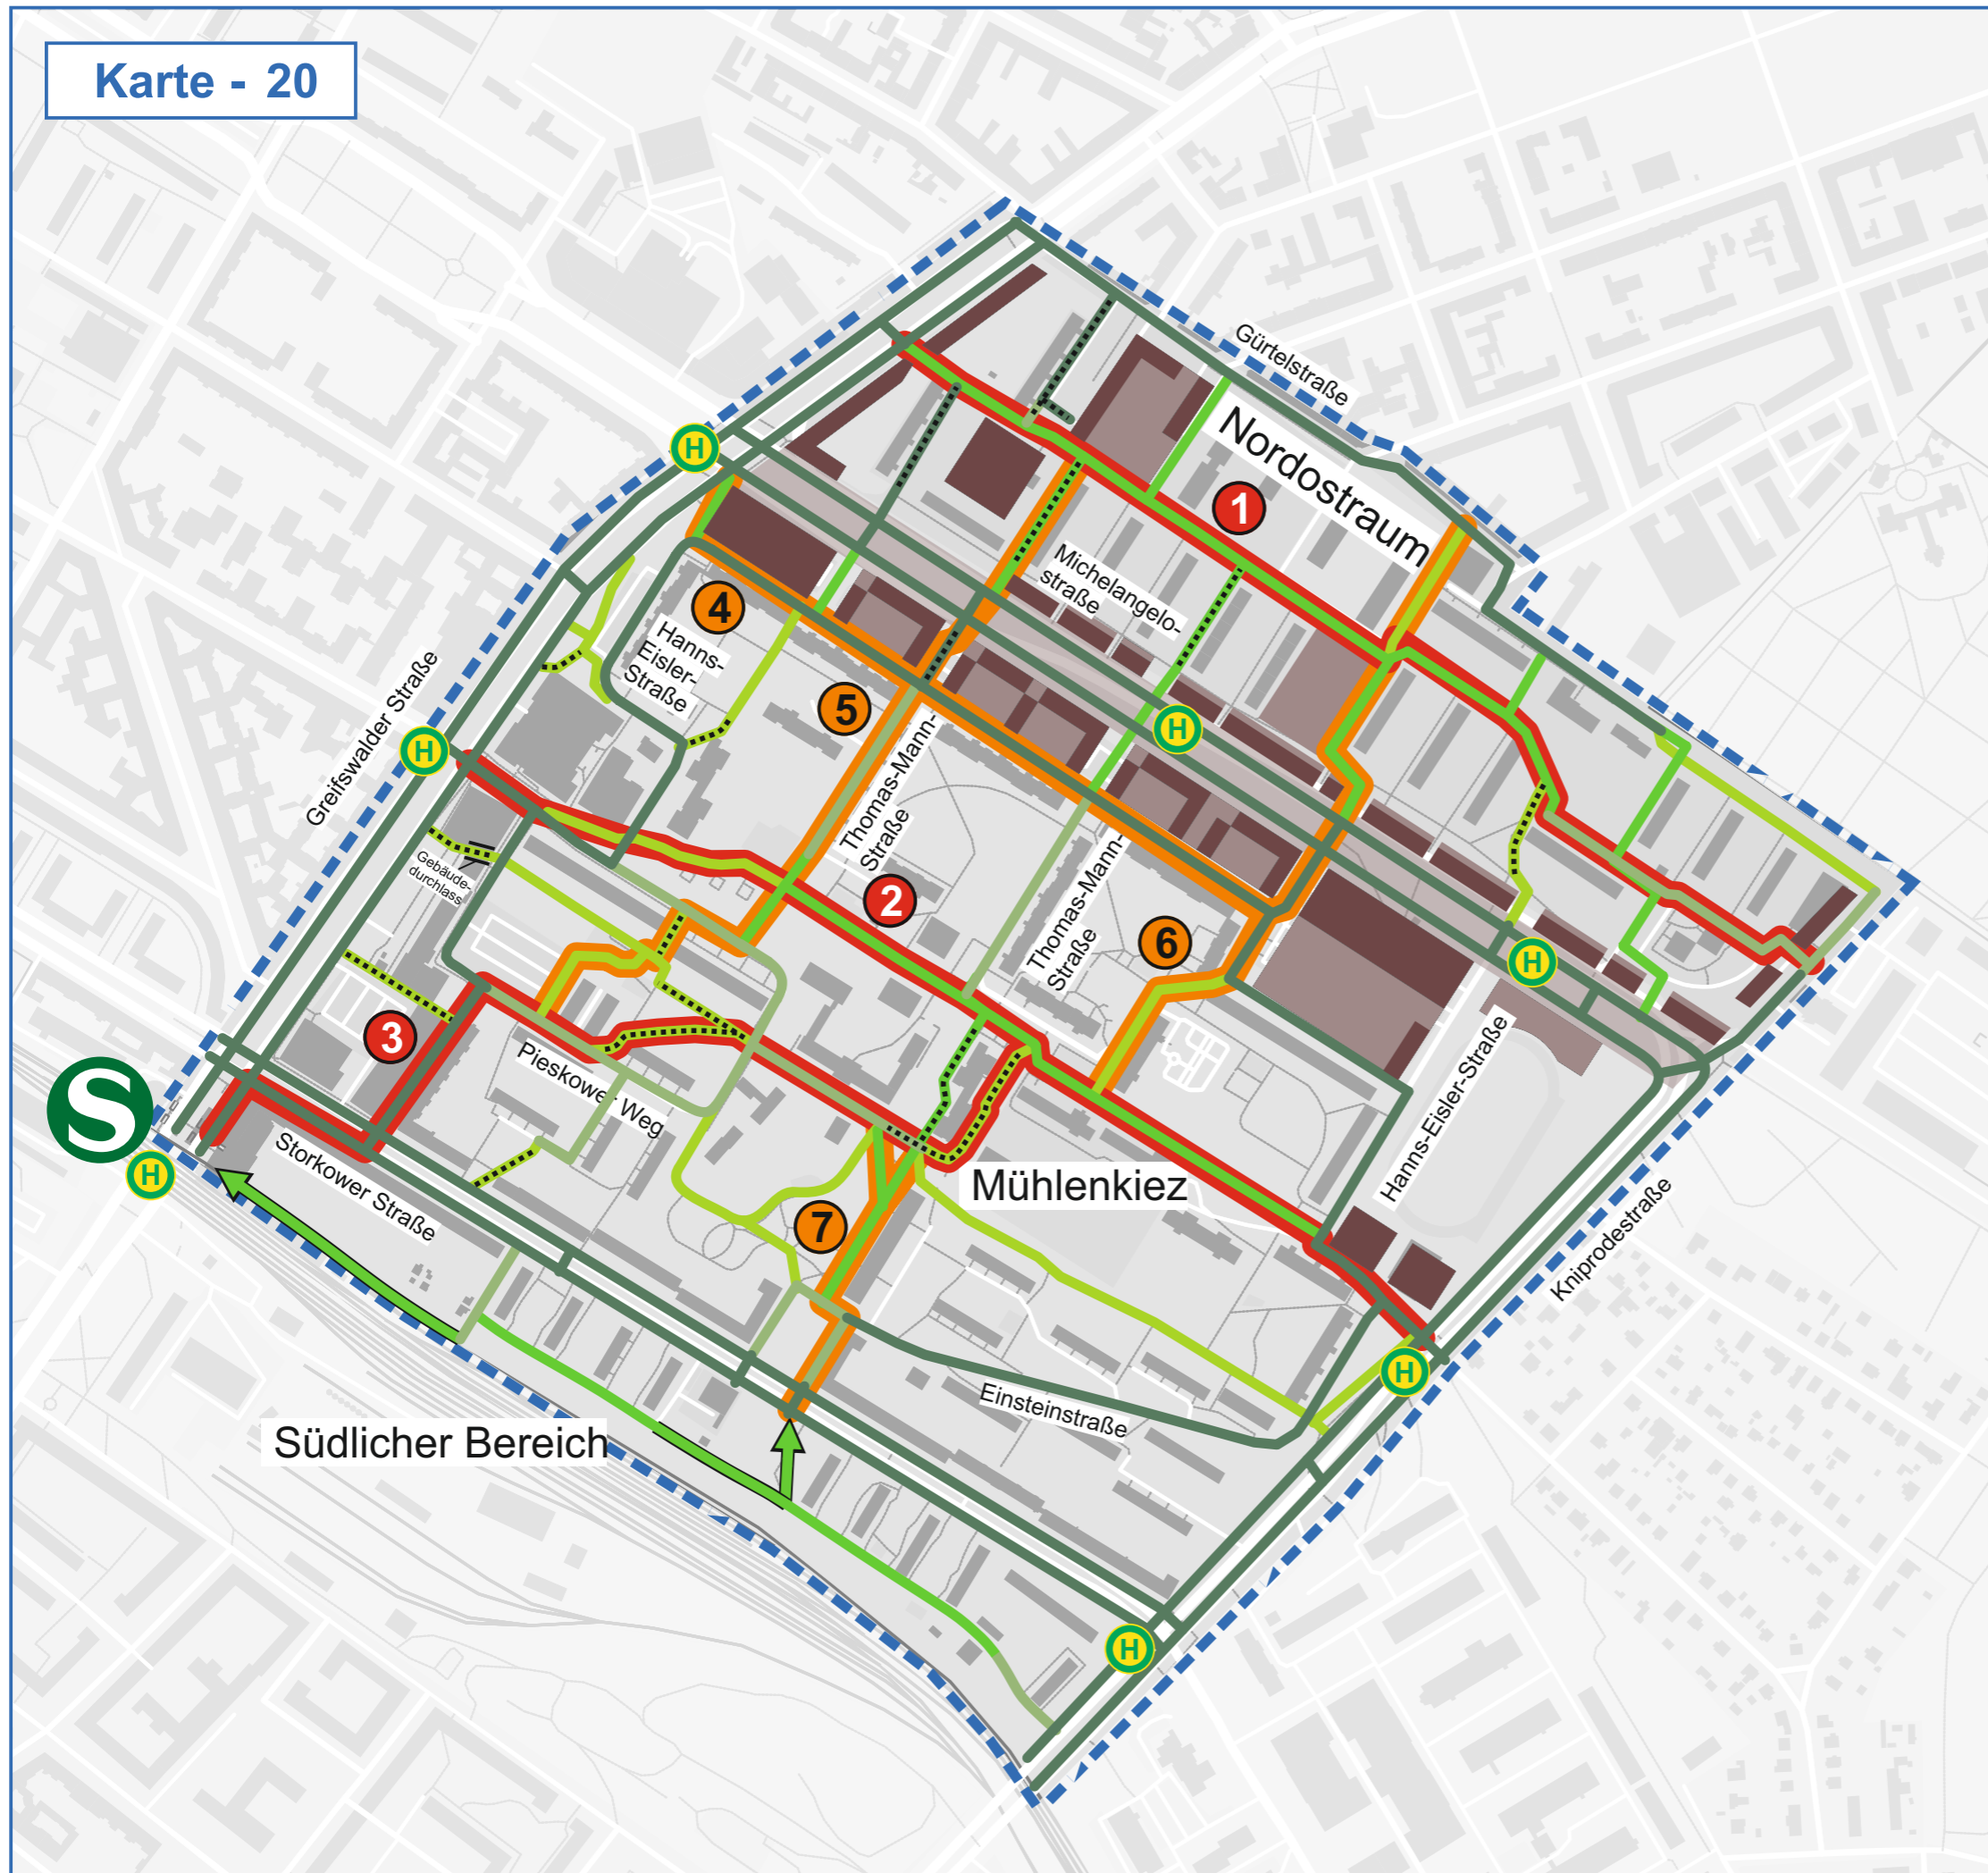 Karte - 20
Gürtelstraße
Nordostraum
1
H
Michelangelo-
straße
4
Hanns-
Eisler-
Straße
5
Thomas-Mann-
Straße
H
Greifswalder Straße
H
Gebäude-
durchlass
2
Thomas-Mann-
Straße
6
H
3
Pieskower Weg
Hanns-Eisler-Straße
S
H
Storkower Straße
Mühlenkiez
7
Kniprodestraße
H
Einsteinstraße
Südlicher Bereich
H